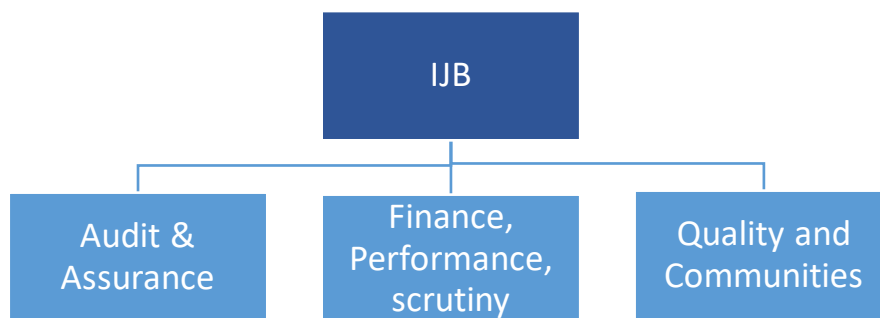 IJB
Audit &
Assurance
Finance,
Performance,
scrutiny
Quality and
Communities